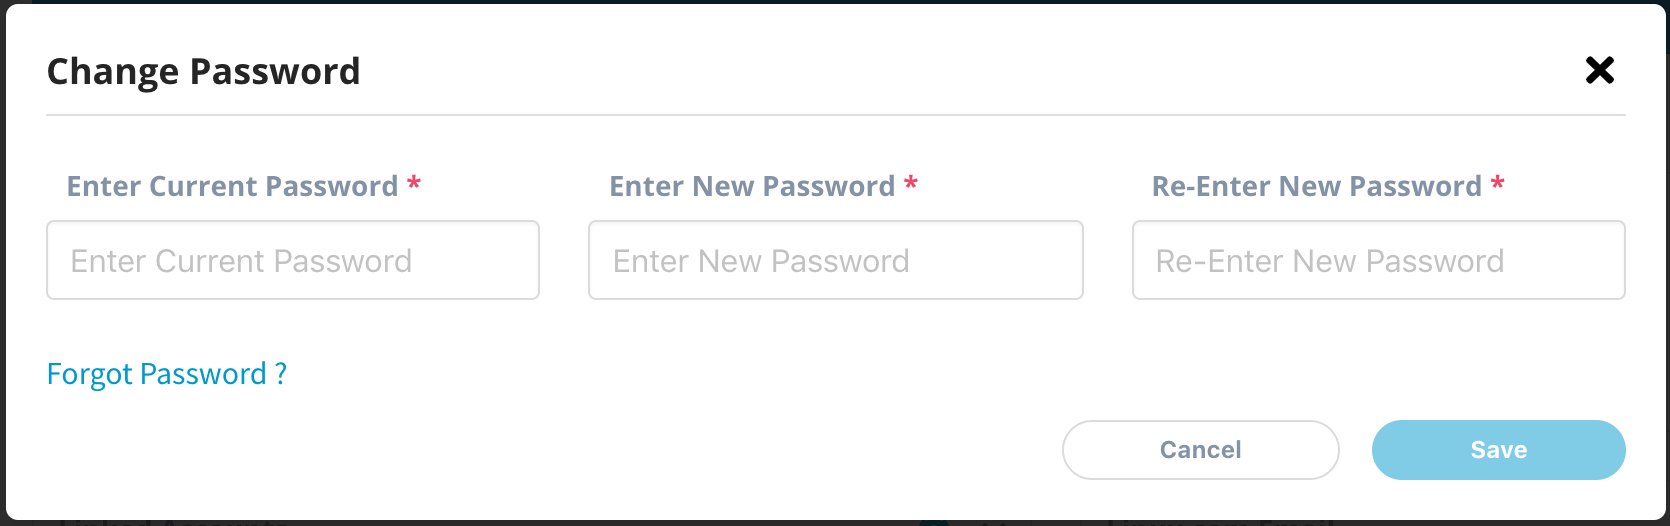 Change Password
Enter Current Password *
Enter New Password *
Re-Enter New Password *
Enter Current Password
Enter New Password
Re-Enter New Password
Forgot Password ?
Cancel
Save